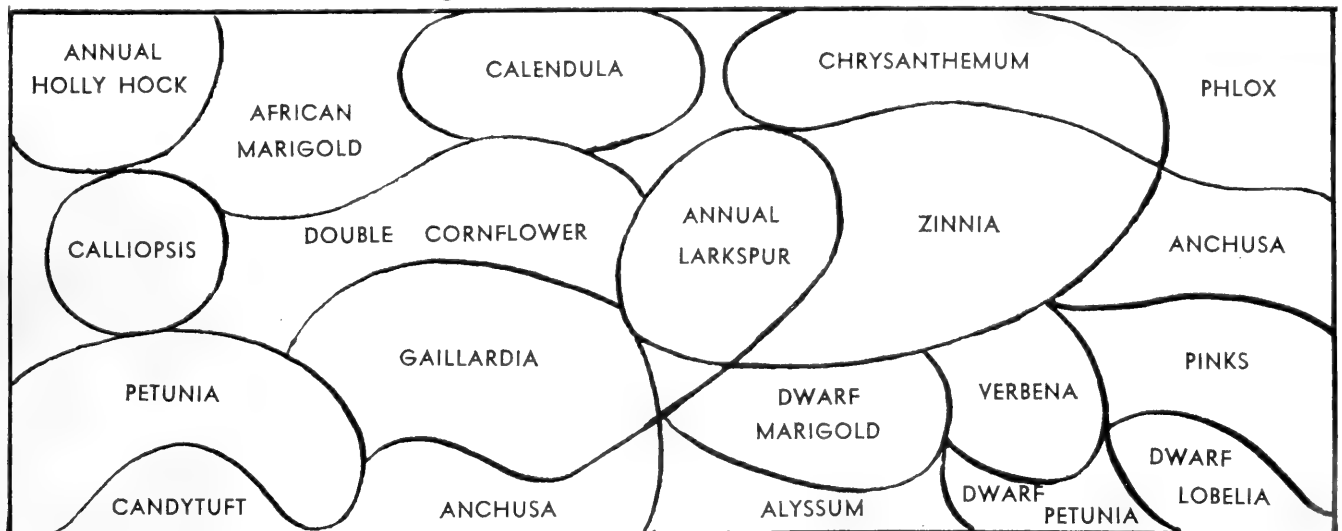 ANNUAL
HOLLY HOCK
AFRICAN
MARIGOLD
CALENDULA
CHRYSANTHEMUM
PHLOX
CALLIOPSIS
DOUBLE CORNFLOWER
ANNUAL
LARKSPUR
ZINNIA
ANCHUSA
PETUNIA
GAILLARDIA
DWARF
MARIGOLD
VERBENA
PINKS
CANDYTUFT
ANCHUSA
ALYSSUM
DWARF
PETUNIA
DWARF
LOBELIA